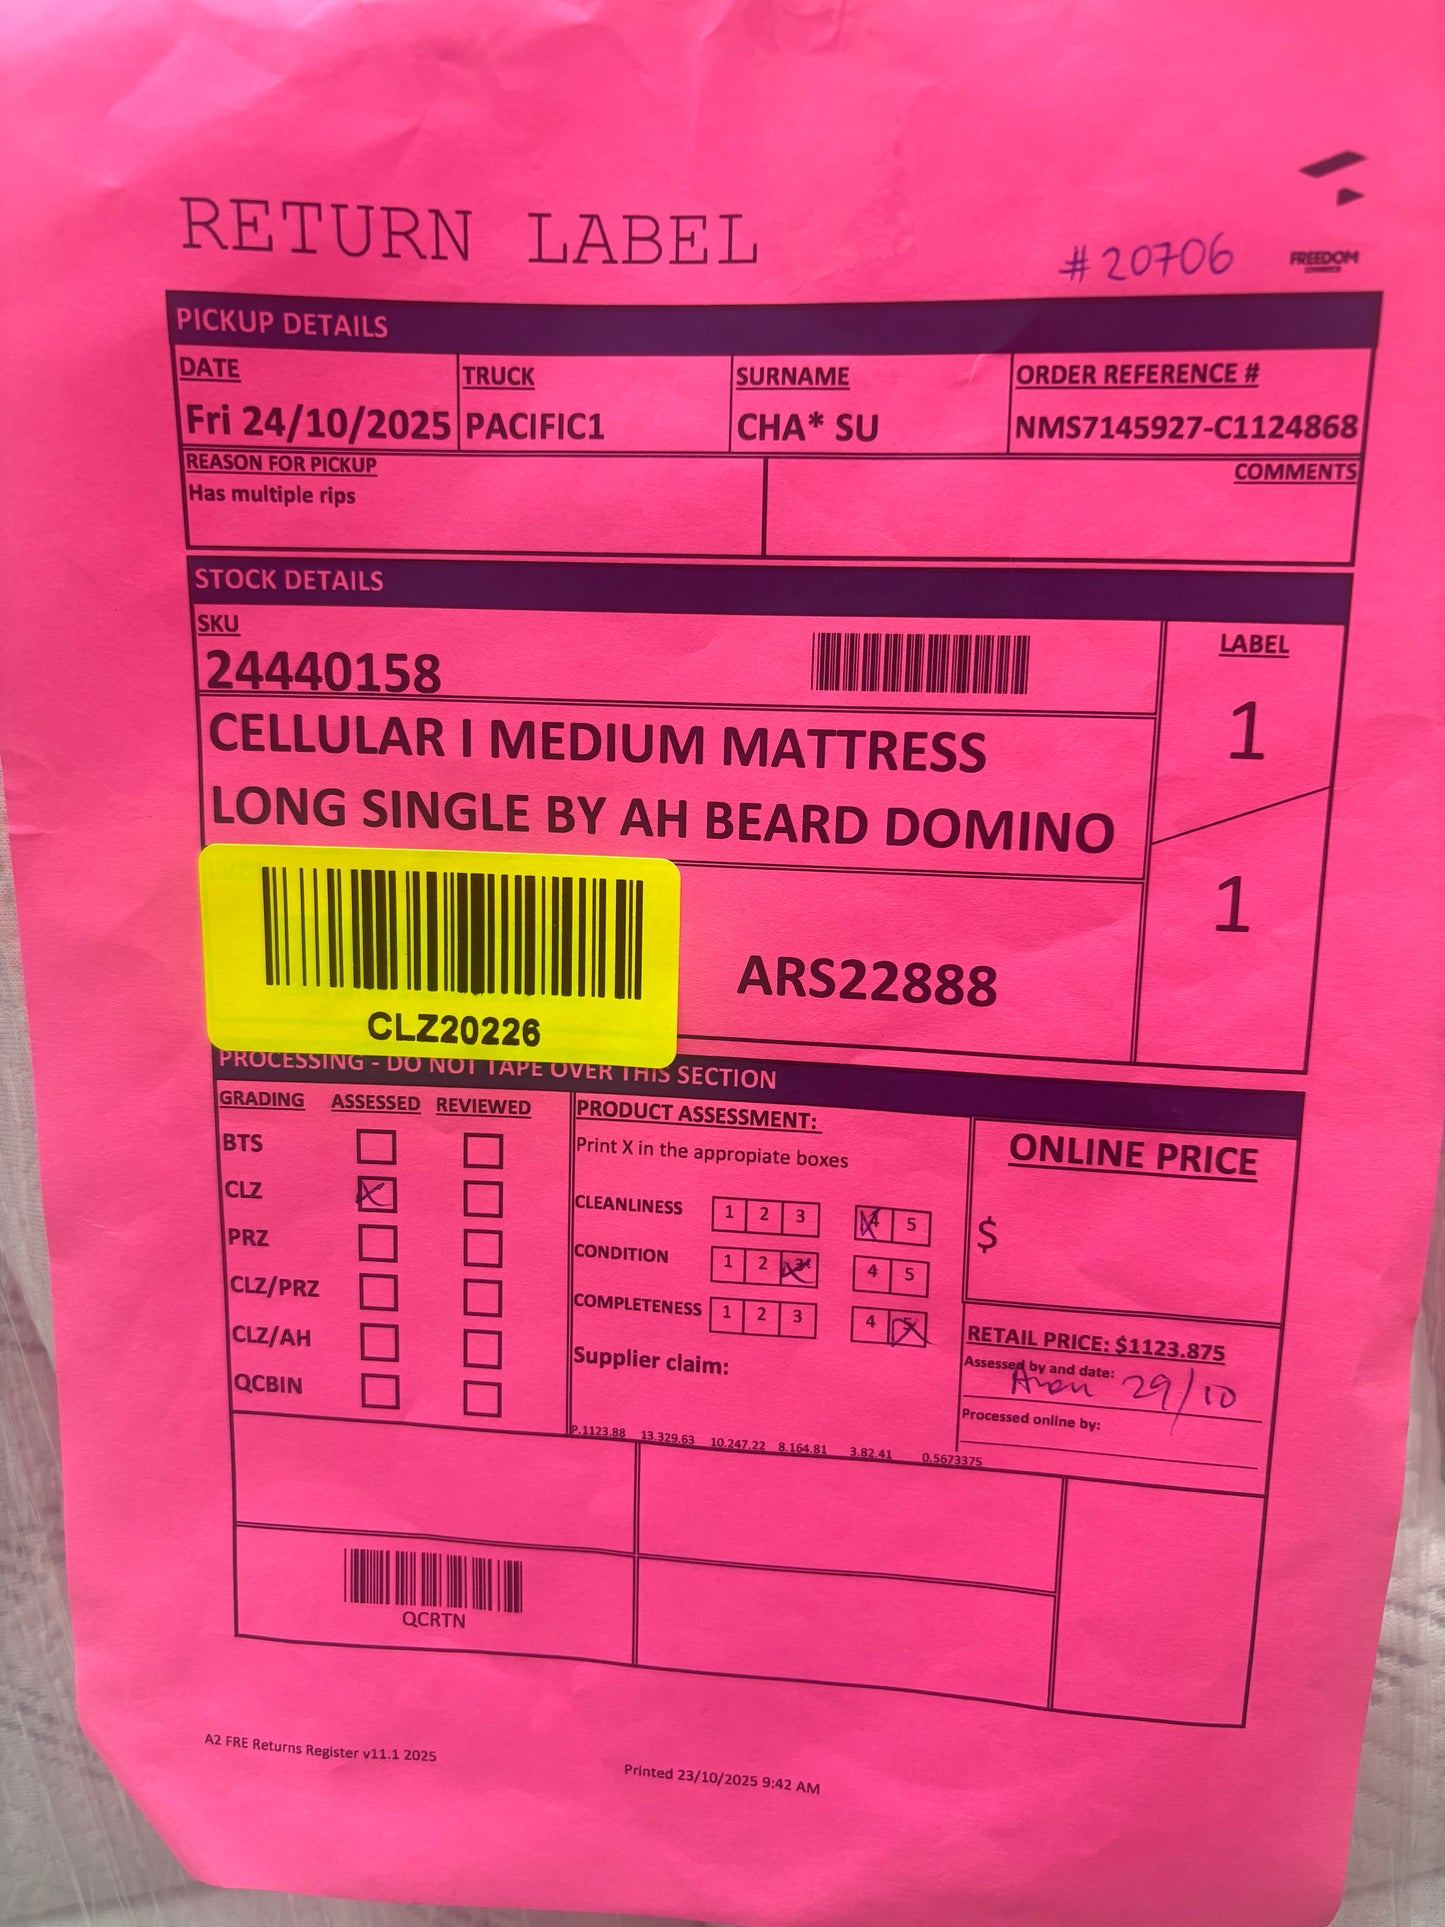 RETURN LABEL
#20706
FREEDOM
PICKUP DETAILS
DATE TRUCK SURNAME ORDER REFERENCE #
Fri 24/10/2025 PACIFIC1 CHA* SU NMS7145927-C1124868
REASON FOR PICKUP COMMENTS
Has multiple rips
STOCK DETAILS
SKU LABEL
24440158
CELLULAR I MEDIUM MATTRESS 1
LONG SINGLE BY AH BEARD DOMINO
1
ARS22888
CLZ20226
PROCESSING - DO NOT TAPE OVER THIS SECTION
GRADING ASSESSED REVIEWED PRODUCT ASSESSMENT: ONLINE PRICE
BTS Print X in the appropiate boxes
CLZ X CLEANLINESS 1 2 3 4 5 $
PRZ CONDITION 1 2 3 4 5
CLZ/PRZ COMPLETENESS 1 2 3 4 5
CLZ/AH Supplier claim: RETAIL PRICE: $1123.875
QCBIN Assessed by and date:
29/10
Processed online by:
P.1123.88 13.329.63 10.247.22 8.164.81 3.82.41 0.5673375
QCRTN
A2 FRE Returns Register v11.1 2025
Printed 23/10/2025 9:42 AM